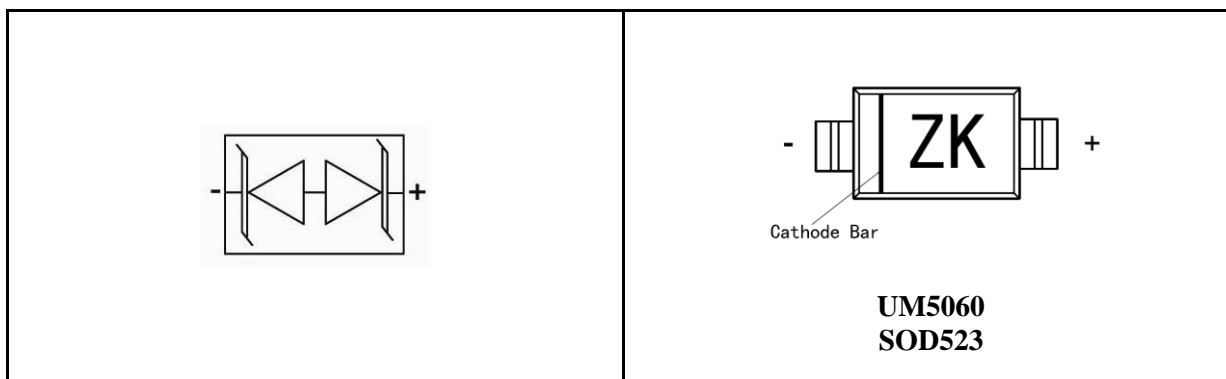 - +
- ZK +
Cathode Bar
UM5060
SOD523